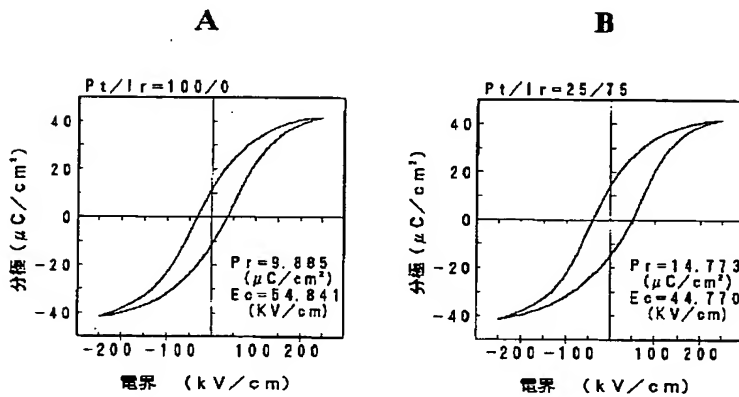 A
Pt/Ir=100/0
分極(μC/cm²)
40
20
0
-20
-40
Pr=9.885
(μC/cm²)
Ec=54.841
(KV/cm)
-200 -100 100 200
電界 (kV/cm)
B
Pt/Ir=25/75
分極(μC/cm²)
40
20
0
-20
-40
Pr=14.773
(μC/cm²)
Ec=44.770
(KV/cm)
-200 -100 100 200
電界 (kV/cm)